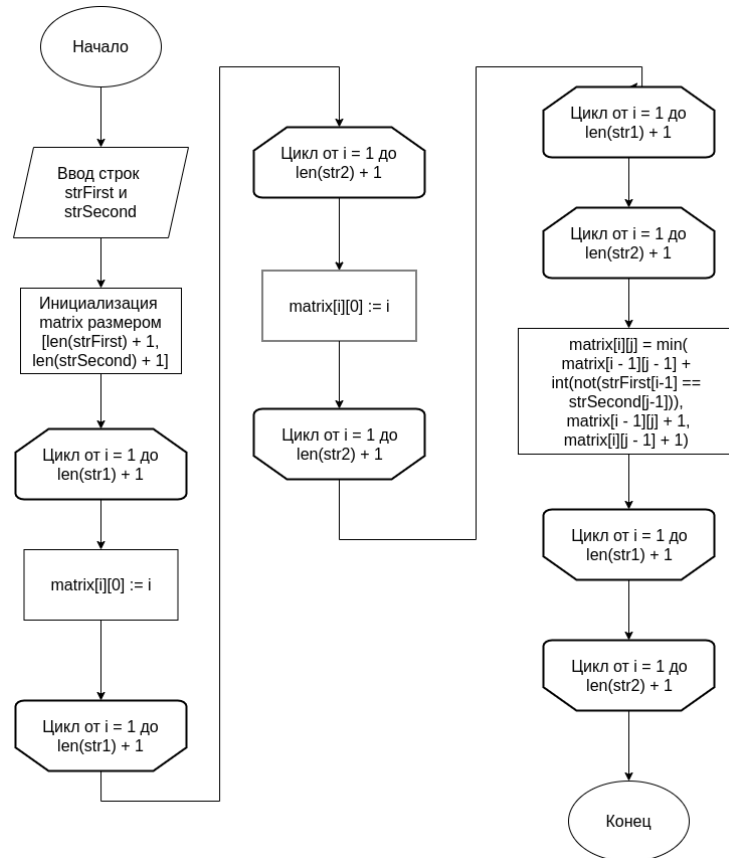 Начало
Ввод строк
strFirst и
strSecond
Инициализация
matrix размером
[len(strFirst) + 1,
len(strSecond) + 1]
Цикл от i = 1 до
len(str1) + 1
matrix[i][0] := i
Цикл от i = 1 до
len(str1) + 1
Цикл от i = 1 до
len(str2) + 1
matrix[i][0] := i
Цикл от i = 1 до
len(str2) + 1
Цикл от i = 1 до
len(str1) + 1
Цикл от i = 1 до
len(str2) + 1
matrix[i][j] = min(
matrix[i - 1][j - 1] +
int(not(strFirst[i-1] ==
strSecond[j-1])),
matrix[i - 1][j] + 1,
matrix[i][j - 1] + 1)
Цикл от i = 1 до
len(str1) + 1
Цикл от i = 1 до
len(str2) + 1
Конец